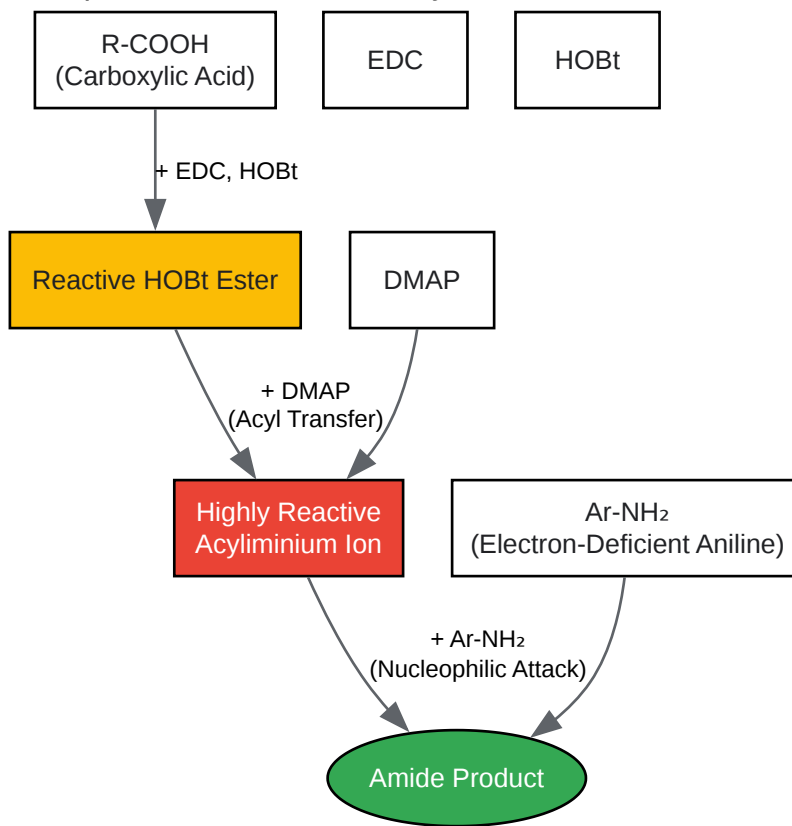 R-COOH
(Carboxylic Acid)
EDC
HOBt
+ EDC, HOBt
Reactive HOBt Ester
DMAP
+ DMAP
(Acyl Transfer)
Highly Reactive
Acyliminium Ion
Ar-NH₂
(Electron-Deficient Aniline)
+ Ar-NH₂
(Nucleophilic Attack)
Amide Product